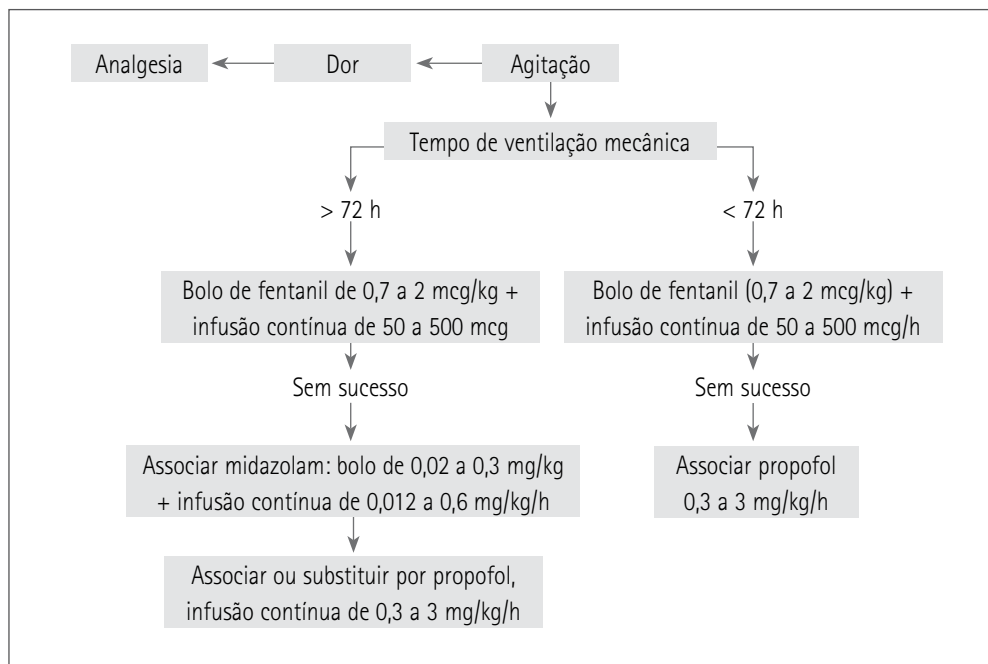 Analgesia
Dor
Agitação
Tempo de ventilação mecânica
> 72 h
< 72 h
Bolo de fentanil de 0,7 a 2 mcg/kg +
infusão contínua de 50 a 500 mcg
Bolo de fentanil (0,7 a 2 mcg/kg) +
infusão contínua de 50 a 500 mcg/h
Sem sucesso
Sem sucesso
Associar midazolam: bolo de 0,02 a 0,3 mg/kg
+ infusão contínua de 0,012 a 0,6 mg/kg/h
Associar propofol
0,3 a 3 mg/kg/h
Associar ou substituir por propofol,
infusão contínua de 0,3 a 3 mg/kg/h